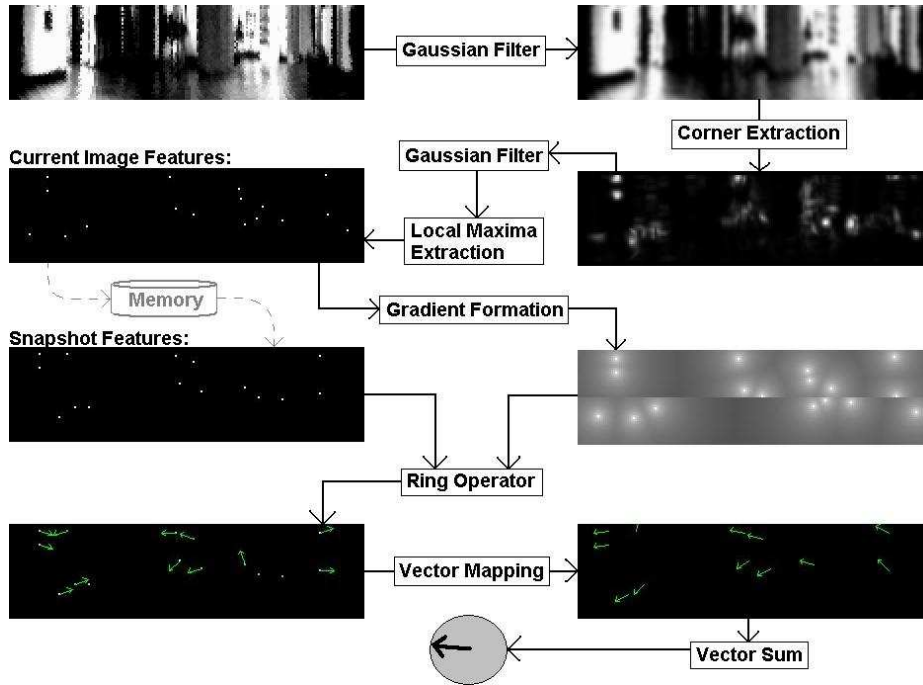 Gaussian Filter
Corner Extraction
Current Image Features:
Gaussian Filter
Local Maxima
Extraction
Memory
Gradient Formation
Snapshot Features:
Ring Operator
Vector Mapping
Vector Sum